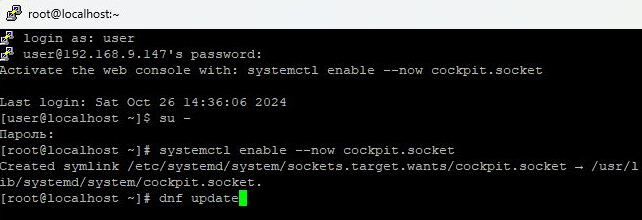 root@localhost:~
login as: user
user@192.168.9.147's password:
Activate the web console with: systemctl enable --now cockpit.socket
Last login: Sat Oct 26 14:36:06 2024
[user@localhost ~]$ su -
Пароль:
[root@localhost ~]# systemctl enable --now cockpit.socket
Created symlink /etc/systemd/system/sockets.target.wants/cockpit.socket → /usr/l
ib/systemd/system/cockpit.socket.
[root@localhost ~]# dnf update